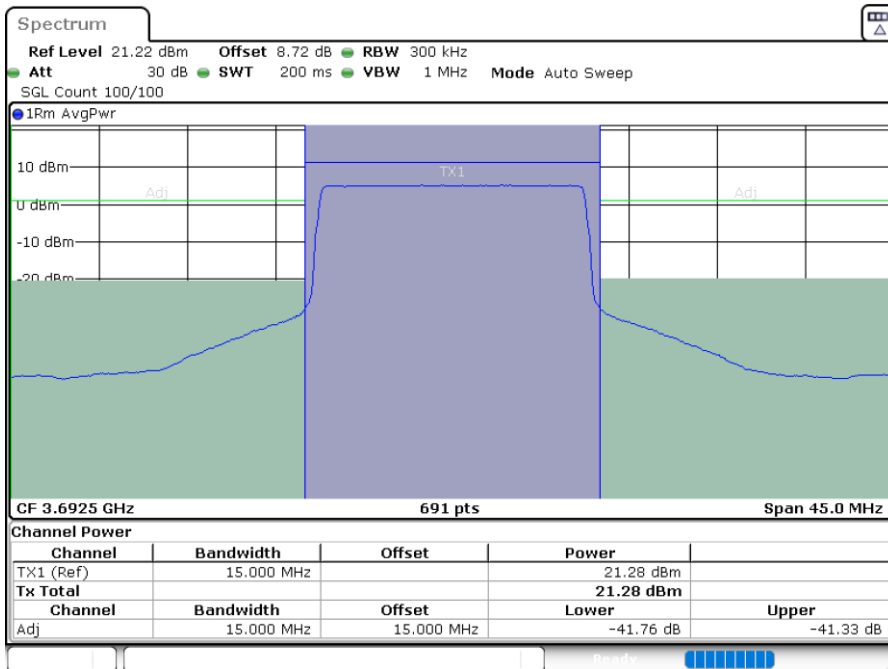 Spectrum
Ref Level 21.22 dBm Offset 8.72 dB RBW 300 kHz
Att 30 dB SWT 200 ms VBW 1 MHz Mode Auto Sweep
SGL Count 100/100
1Rm AvgPwr
10 dBm
TX1
Adj Adj
0 dBm
-10 dBm
-20 dBm
CF 3.6925 GHz 691 pts Span 45.0 MHz
Channel Power
Channel Bandwidth Offset Power
TX1 (Ref) 15.000 MHz 21.28 dBm
Tx Total 21.28 dBm
Channel Bandwidth Offset Lower Upper
Adj 15.000 MHz 15.000 MHz -41.76 dB -41.33 dB
Ready